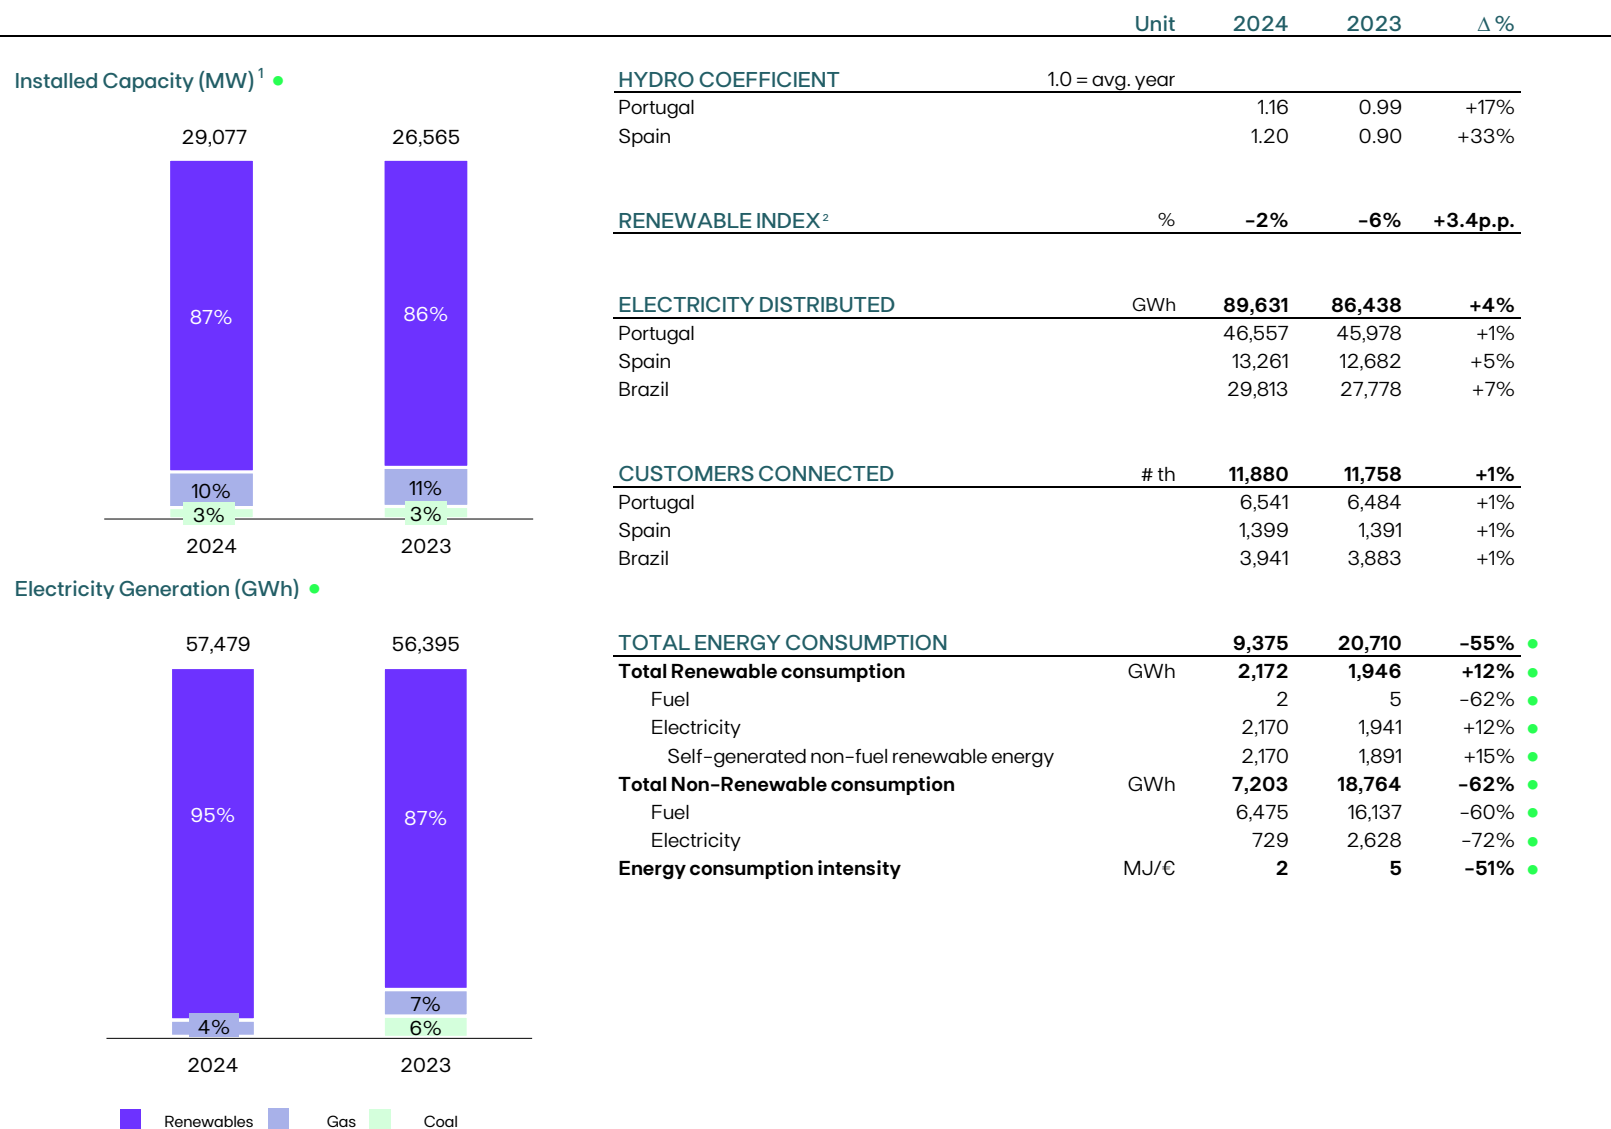 Unit 2024 2023 Δ %
Installed Capacity (MW) 1
29,077 26,565
87% 86%
10% 11%
3% 3%
2024 2023
Electricity Generation (GWh)
57,479 56,395
95% 87%
7%
4% 6%
2024 2023
Renewables Gas Coal
HYDRO COEFFICIENT 1.0 = avg. year
Portugal 1.16 0.99 +17%
Spain 1.20 0.90 +33%
RENEWABLE INDEX 2 % -2% -6% +3.4p.p.
ELECTRICITY DISTRIBUTED GWh 89,631 86,438 +4%
Portugal 46,557 45,978 +1%
Spain 13,261 12,682 +5%
Brazil 29,813 27,778 +7%
CUSTOMERS CONNECTED # th 11,880 11,758 +1%
Portugal 6,541 6,484 +1%
Spain 1,399 1,391 +1%
Brazil 3,941 3,883 +1%
TOTAL ENERGY CONSUMPTION 9,375 20,710 -55%
Total Renewable consumption GWh 2,172 1,946 +12%
Fuel 2 5 -62%
Electricity 2,170 1,941 +12%
Self-generated non-fuel renewable energy 2,170 1,891 +15%
Total Non-Renewable consumption GWh 7,203 18,764 -62%
Fuel 6,475 16,137 -60%
Electricity 729 2,628 -72%
Energy consumption intensity MJ/€ 2 5 -51%